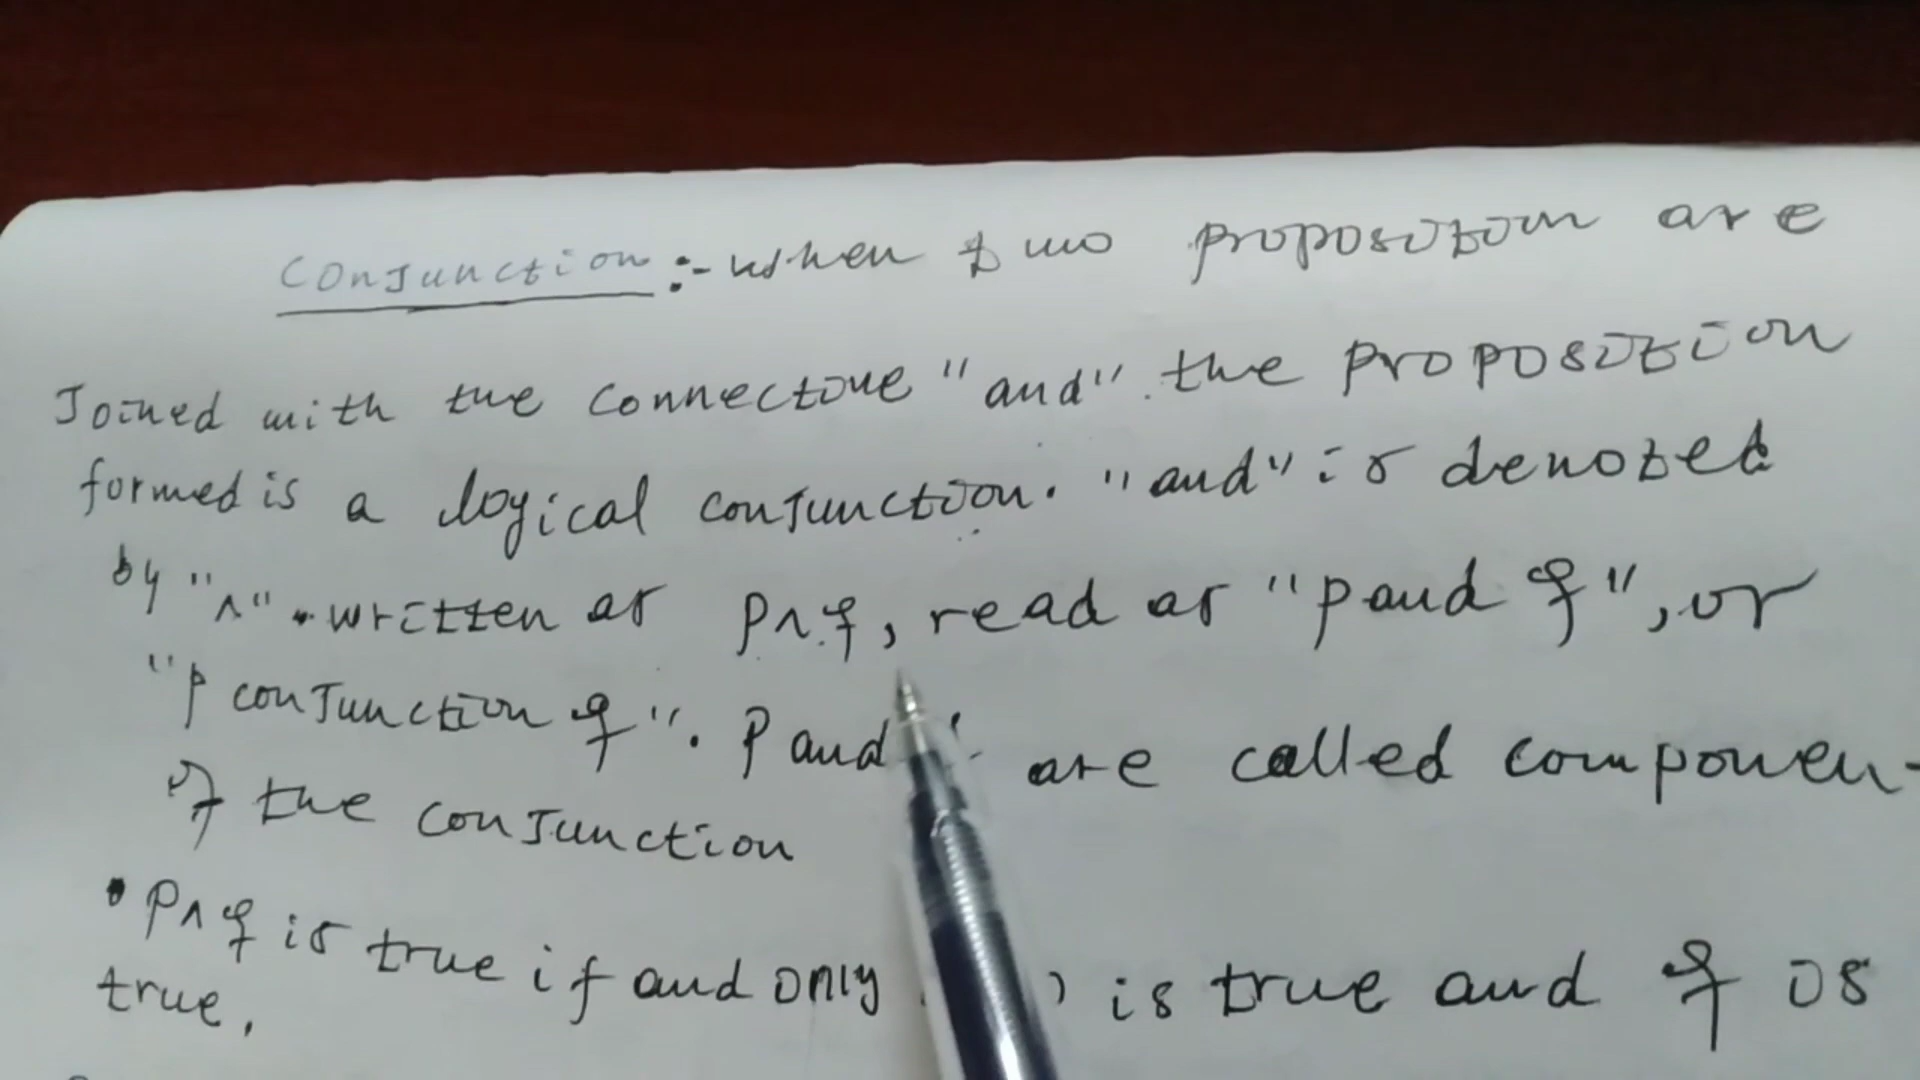 Conjunction :- when two proposition are
Joined with the connective "and". the proposition
formed is a logical conjunction. "and" is denoted
by "∧". written as p∧q, read as "p and q", or
"p conjunction q". p and are called componen-
of the conjunction
• p∧q is true if and only is true and q is
true,